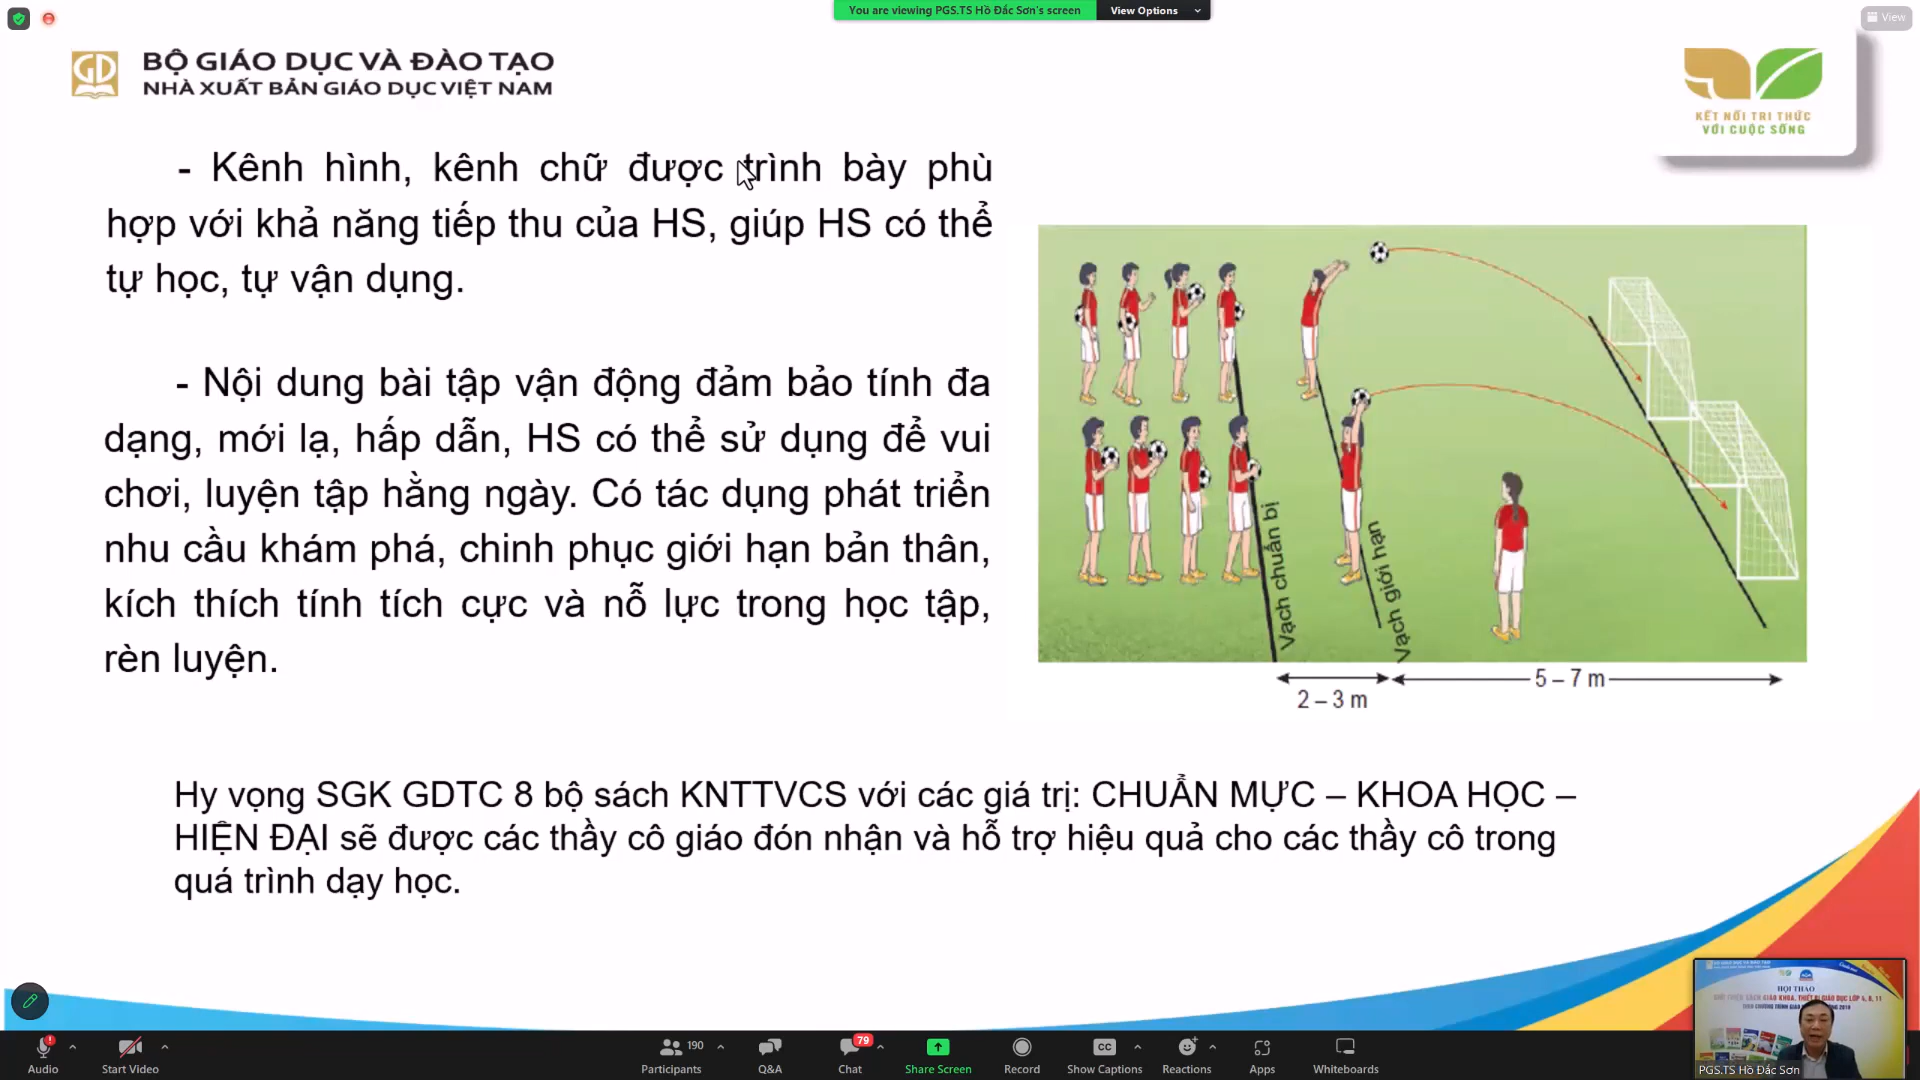 You are viewing PGS.TS Hồ Đắc Sơn's screen
View Options
View
BỘ GIÁO DỤC VÀ ĐÀO TẠO
NHÀ XUẤT BẢN GIÁO DỤC VIỆT NAM
GD
KẾT NỐI TRI THỨC
VỚI CUỘC SỐNG
- Kênh hình, kênh chữ được trình bày phù
hợp với khả năng tiếp thu của HS, giúp HS có thể
tự học, tự vận dụng.
- Nội dung bài tập vận động đảm bảo tính đa
dạng, mới lạ, hấp dẫn, HS có thể sử dụng để vui
chơi, luyện tập hằng ngày. Có tác dụng phát triển
nhu cầu khám phá, chinh phục giới hạn bản thân,
kích thích tính tích cực và nỗ lực trong học tập,
rèn luyện.
Vạch chuẩn bị
Vạch giới hạn
2 – 3 m
5 – 7 m
Hy vọng SGK GDTC 8 bộ sách KNTTVCS với các giá trị: CHUẨN MỰC – KHOA HỌC –
HIỆN ĐẠI sẽ được các thầy cô giáo đón nhận và hỗ trợ hiệu quả cho các thầy cô trong
quá trình dạy học.
HỘI THẢO
PGS.TS Hồ Đắc Sơn
Audio
Start Video
190
Participants
Q&A
79
Chat
Share Screen
Record
CC
Show Captions
Reactions
Apps
Whiteboards